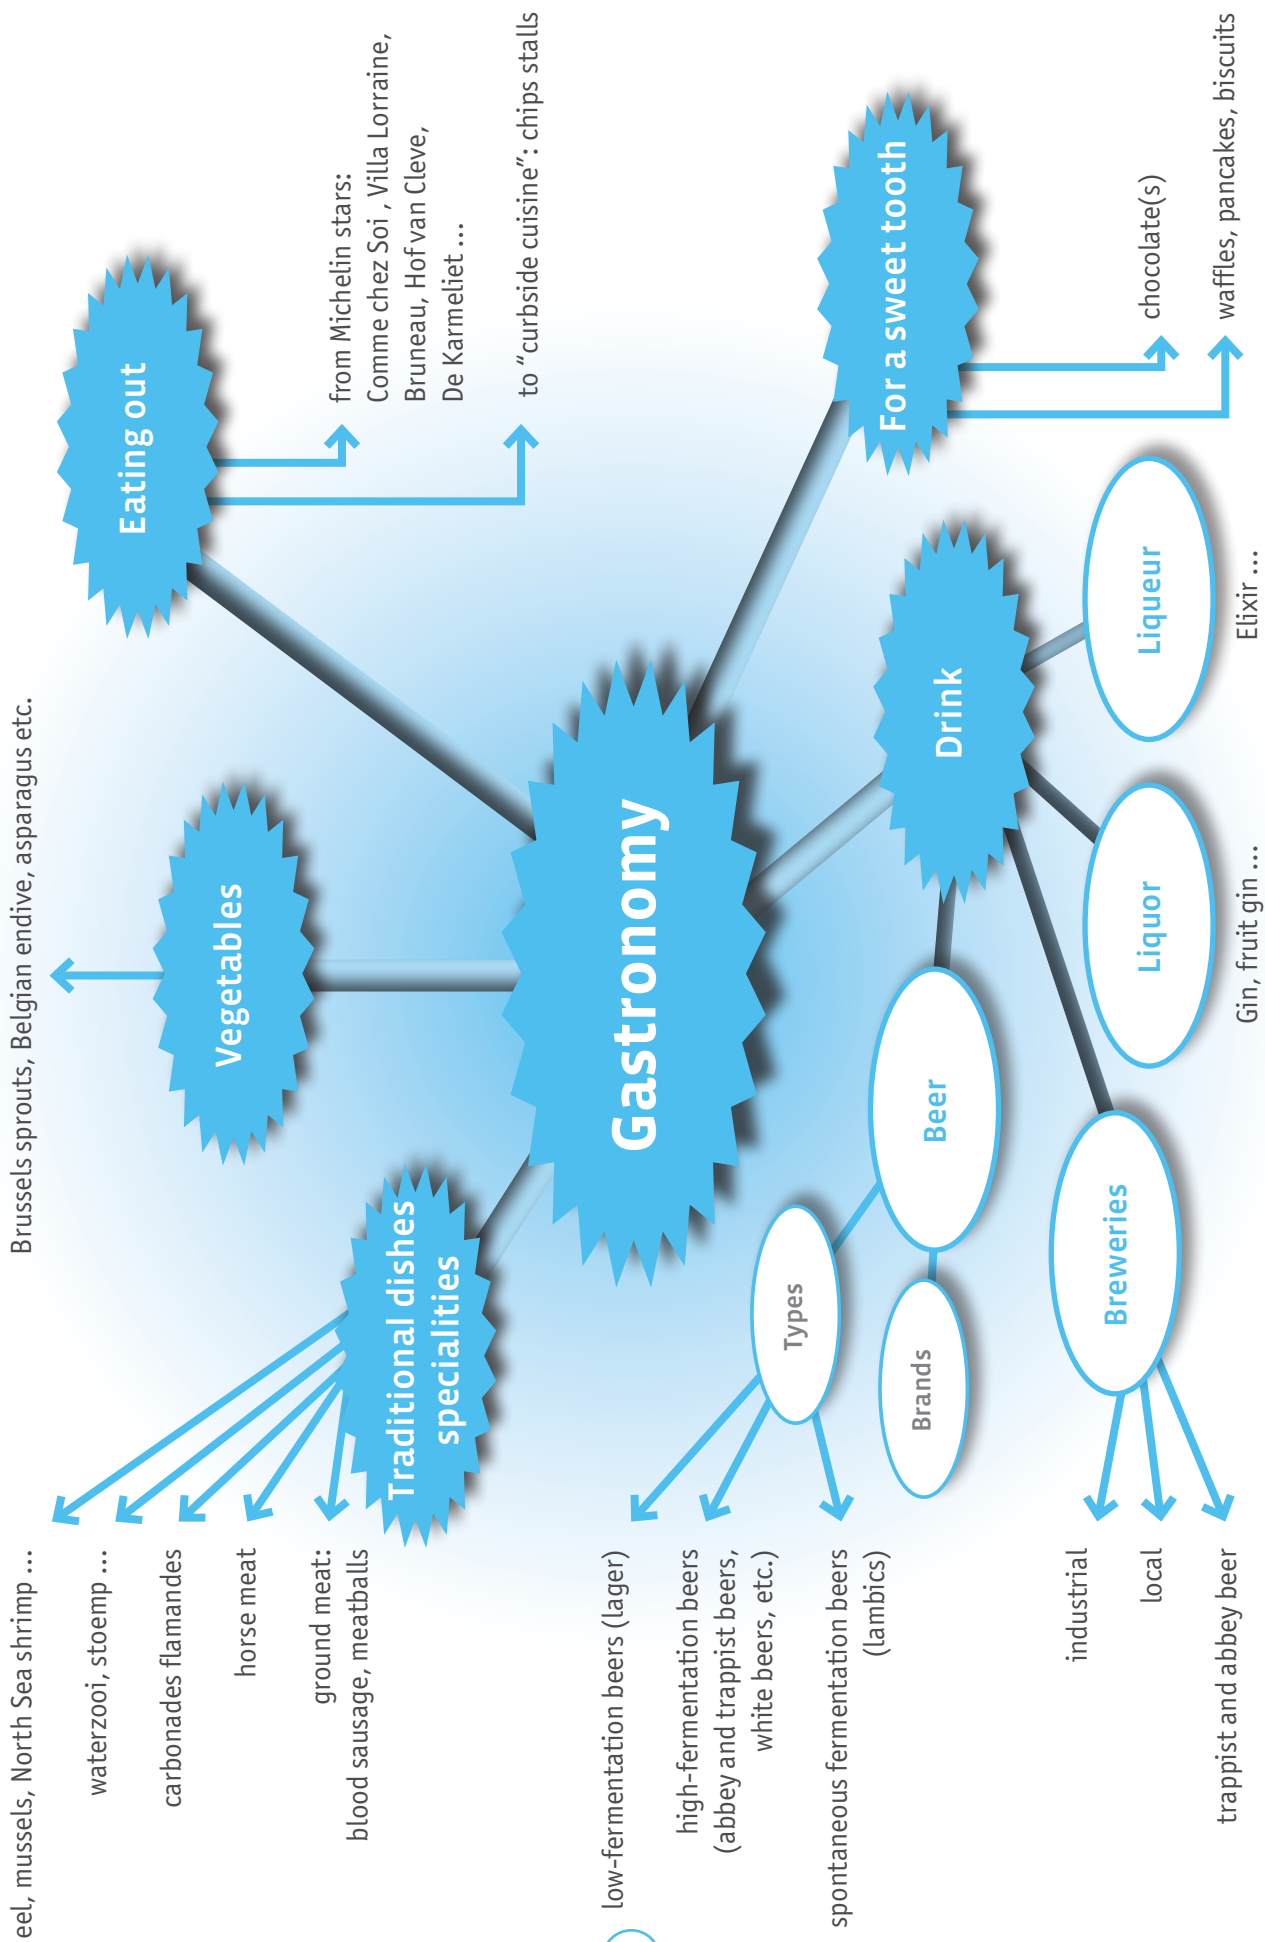 eel, mussels, North Sea shrimp ...
waterzooi, stoemp ...
carbonades flamandes
horse meat
ground meat:
blood sausage, meatballs
Traditional dishes
specialities
Brussels sprouts, Belgian endive, asparagus etc.
Vegetables
Eating out
from Michelin stars:
Comme chez Soi , Villa Lorraine,
Bruneau, Hof van Cleve,
De Karmeliet ...
to “curbside cuisine”: chips stalls
Gastronomy
low-fermentation beers (lager)
high-fermentation beers
(abbey and trappist beers,
white beers, etc.)
spontaneous fermentation beers
(lambics)
Types
Brands
Beer
Drink
For a sweet tooth
chocolate(s)
waffles, pancakes, biscuits
industrial
local
trappist and abbey beer
Breweries
Liquor
Gin, fruit gin ...
Liqueur
Elixir ...